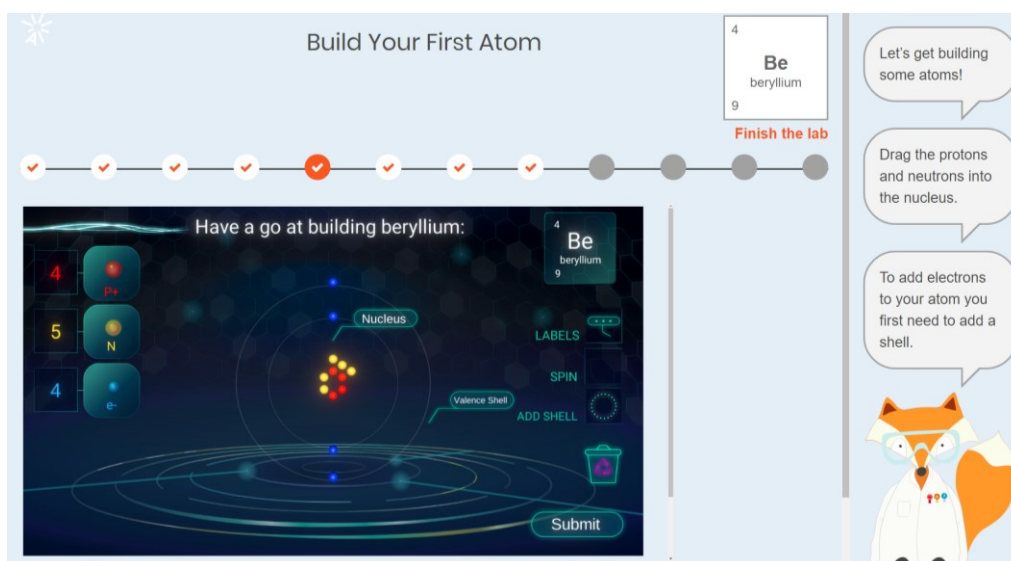 Build Your First Atom
4
Be
beryllium
9
Finish the lab
Have a go at building beryllium:
4
Be
beryllium
9
4
P+
5
N
4
e-
Nucleus
Valence Shell
LABELS
SPIN
ADD SHELL
Submit
Let's get building
some atoms!
Drag the protons
and neutrons into
the nucleus.
To add electrons
to your atom you
first need to add a
shell.